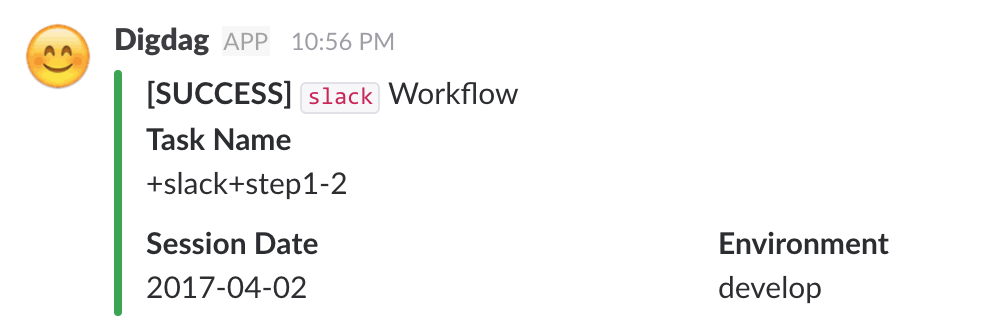 Digdag APP 10:56 PM
[SUCCESS] slack Workflow
Task Name
+slack+step1-2
Session Date Environment
2017-04-02 develop